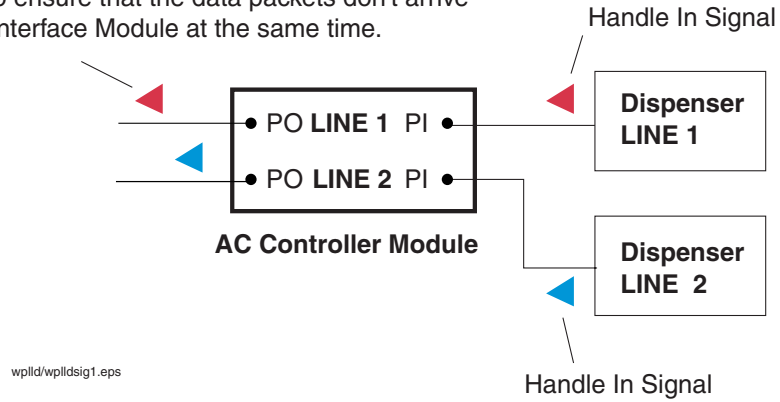 ensure that the data packets don't arrive
nterface Module at the same time.
Handle In Signal
PO LINE 1 PI
PO LINE 2 PI
AC Controller Module
Dispenser
LINE 1
Dispenser
LINE 2
Handle In Signal
wplld/wplldsig1.eps